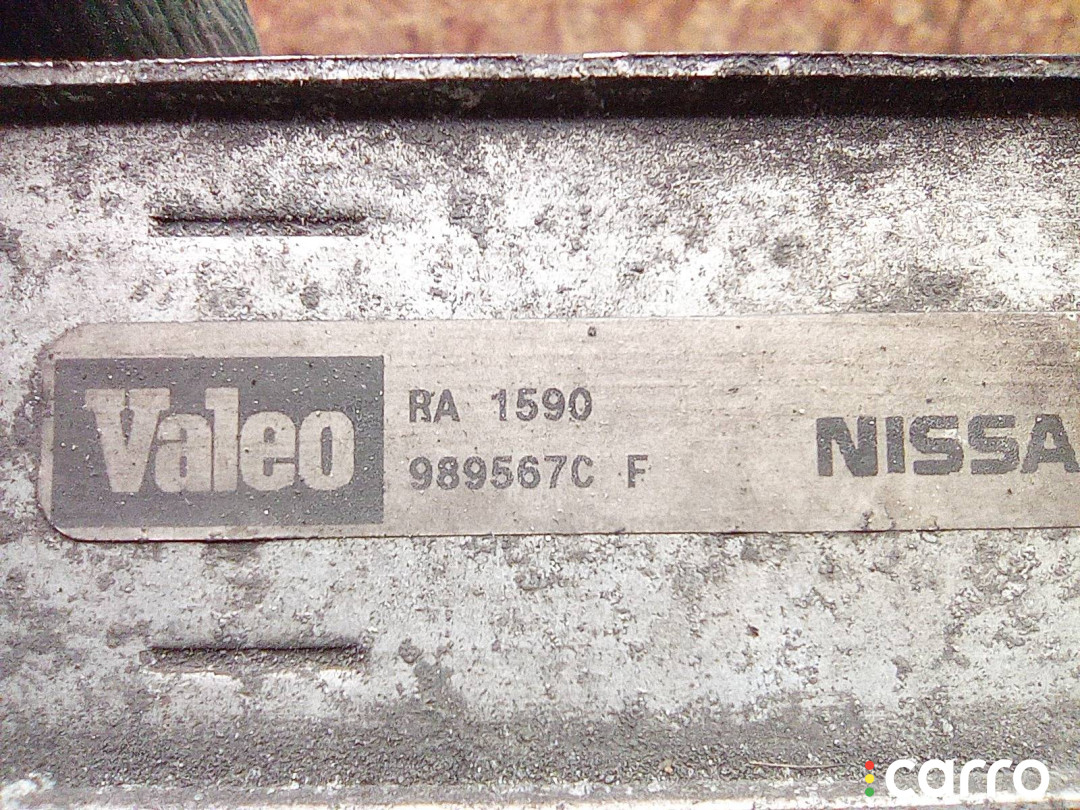 Valeo
RA 1590
989567C F
NISSA
carro